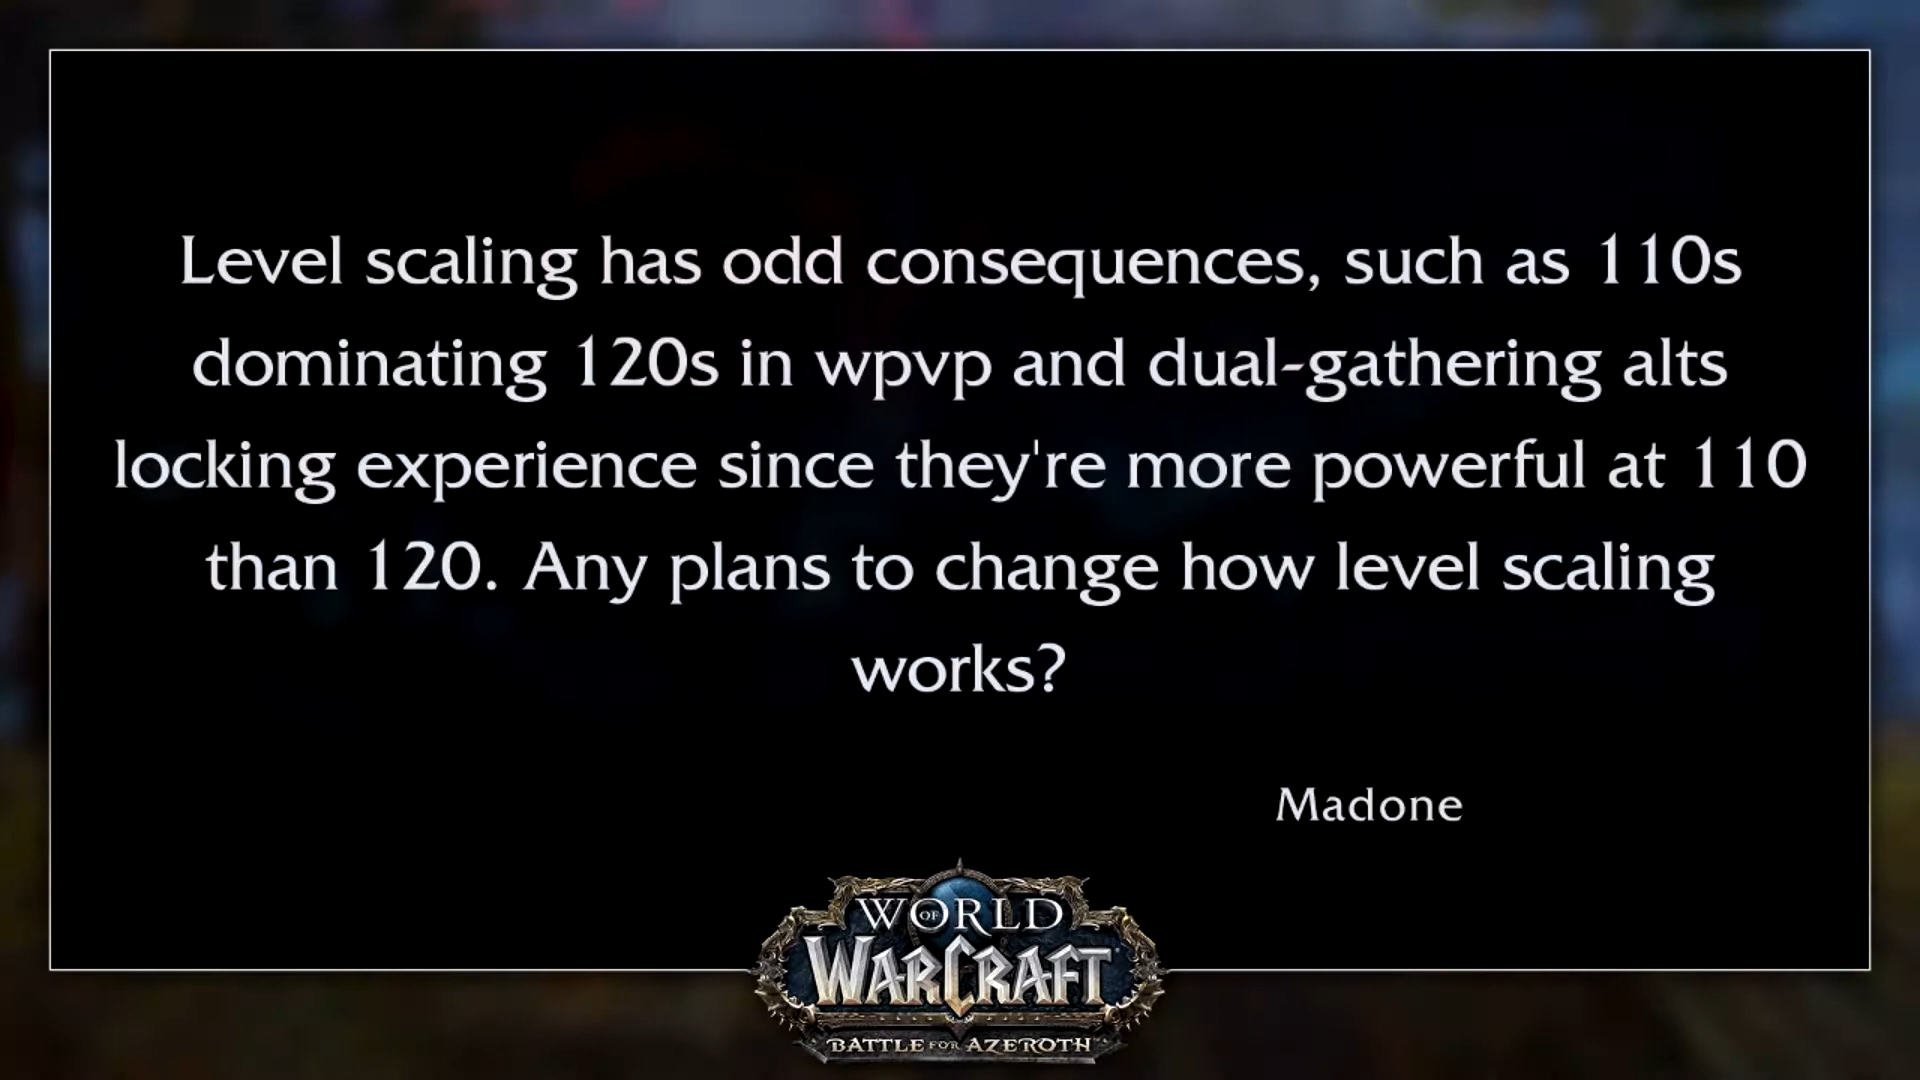 Level scaling has odd consequences, such as 110s
dominating 120s in wpvp and dual-gathering alts
locking experience since they're more powerful at 110
than 120. Any plans to change how level scaling
works?
Madone
WORLD
OF
WARCRAFT
BATTLE FOR AZEROTH